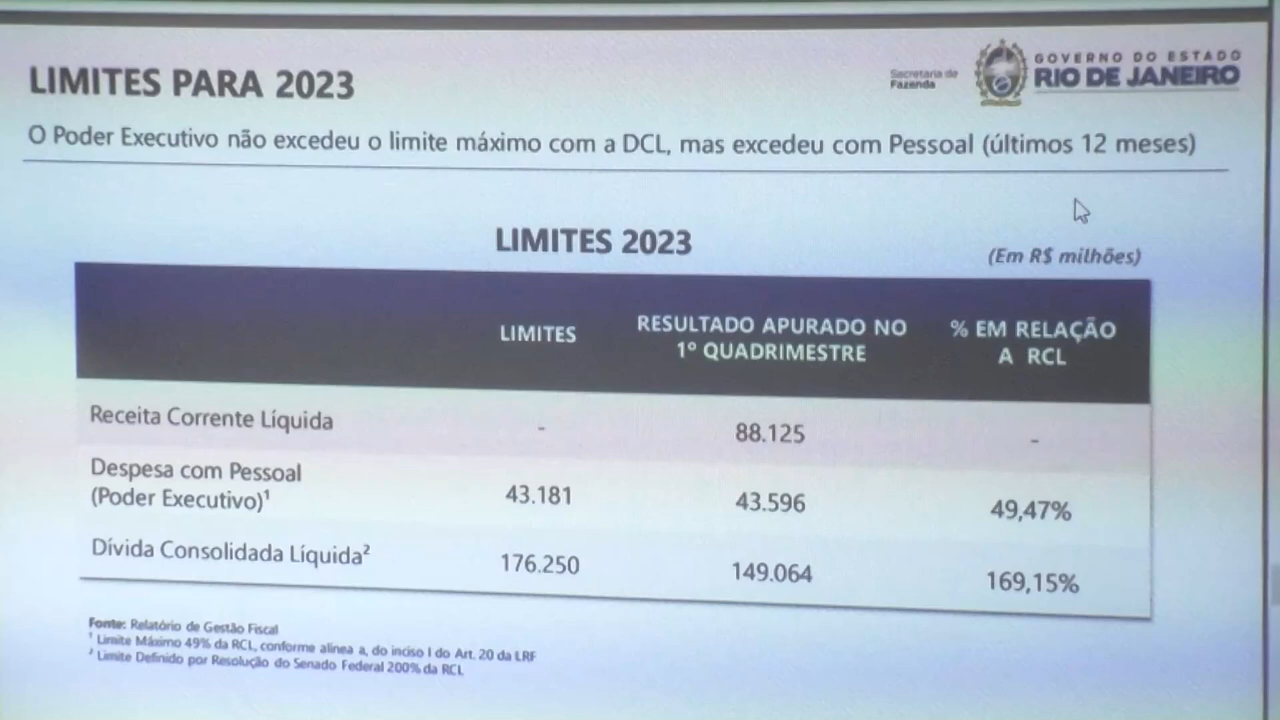 LIMITES PARA 2023
Secretaria de
Fazenda
GOVERNO DO ESTADO
RIO DE JANEIRO
O Poder Executivo não excedeu o limite máximo com a DCL, mas excedeu com Pessoal (últimos 12 meses)
LIMITES 2023
(Em R$ milhões)
LIMITES
RESULTADO APURADO NO
1º QUADRIMESTRE
% EM RELAÇÃO
A RCL
Receita Corrente Líquida - 88.125 -
Despesa com Pessoal
(Poder Executivo)¹ 43.181 43.596 49,47%
Dívida Consolidada Líquida² 176.250 149.064 169,15%
Fonte: Relatório de Gestão Fiscal
¹ Limite Máximo 49% da RCL, conforme alínea a, do inciso I do Art. 20 da LRF
² Limite Definido por Resolução do Senado Federal 200% da RCL